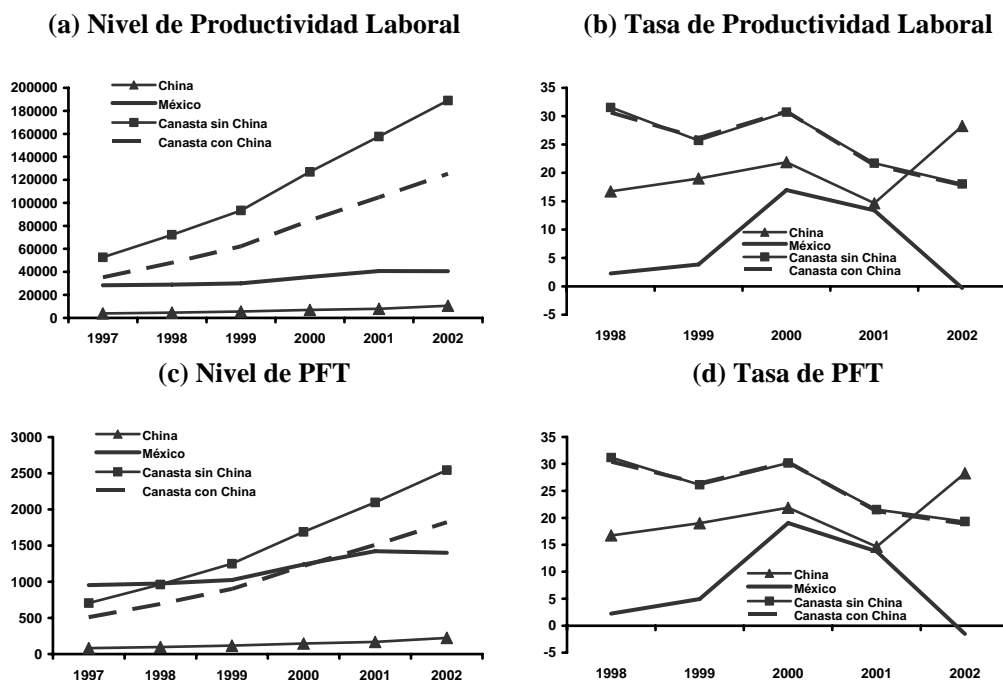 (a) Nivel de Productividad Laboral
(b) Tasa de Productividad Laboral
200000
180000
160000
140000
120000
100000
80000
60000
40000
20000
0
China
México
Canasta sin China
Canasta con China
1997 1998 1999 2000 2001 2002
35
30
25
20
15
10
5
0
-5
China
México
Canasta sin China
Canasta con China
1998 1999 2000 2001 2002
(c) Nivel de PFT
(d) Tasa de PFT
3000
2500
2000
1500
1000
500
0
China
México
Canasta sin China
Canasta con China
1997 1998 1999 2000 2001 2002
35
30
25
20
15
10
5
0
-5
China
México
Canasta sin China
Canasta con China
1998 1999 2000 2001 2002